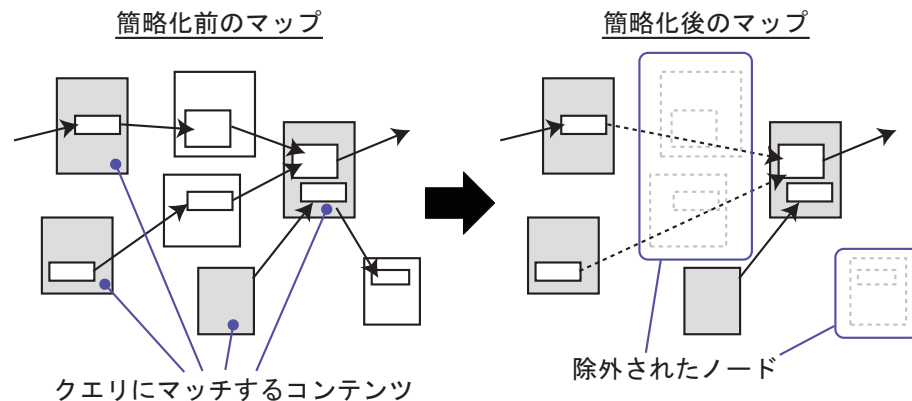 簡略化前のマップ
簡略化後のマップ
クエリにマッチするコンテンツ
除外されたノード